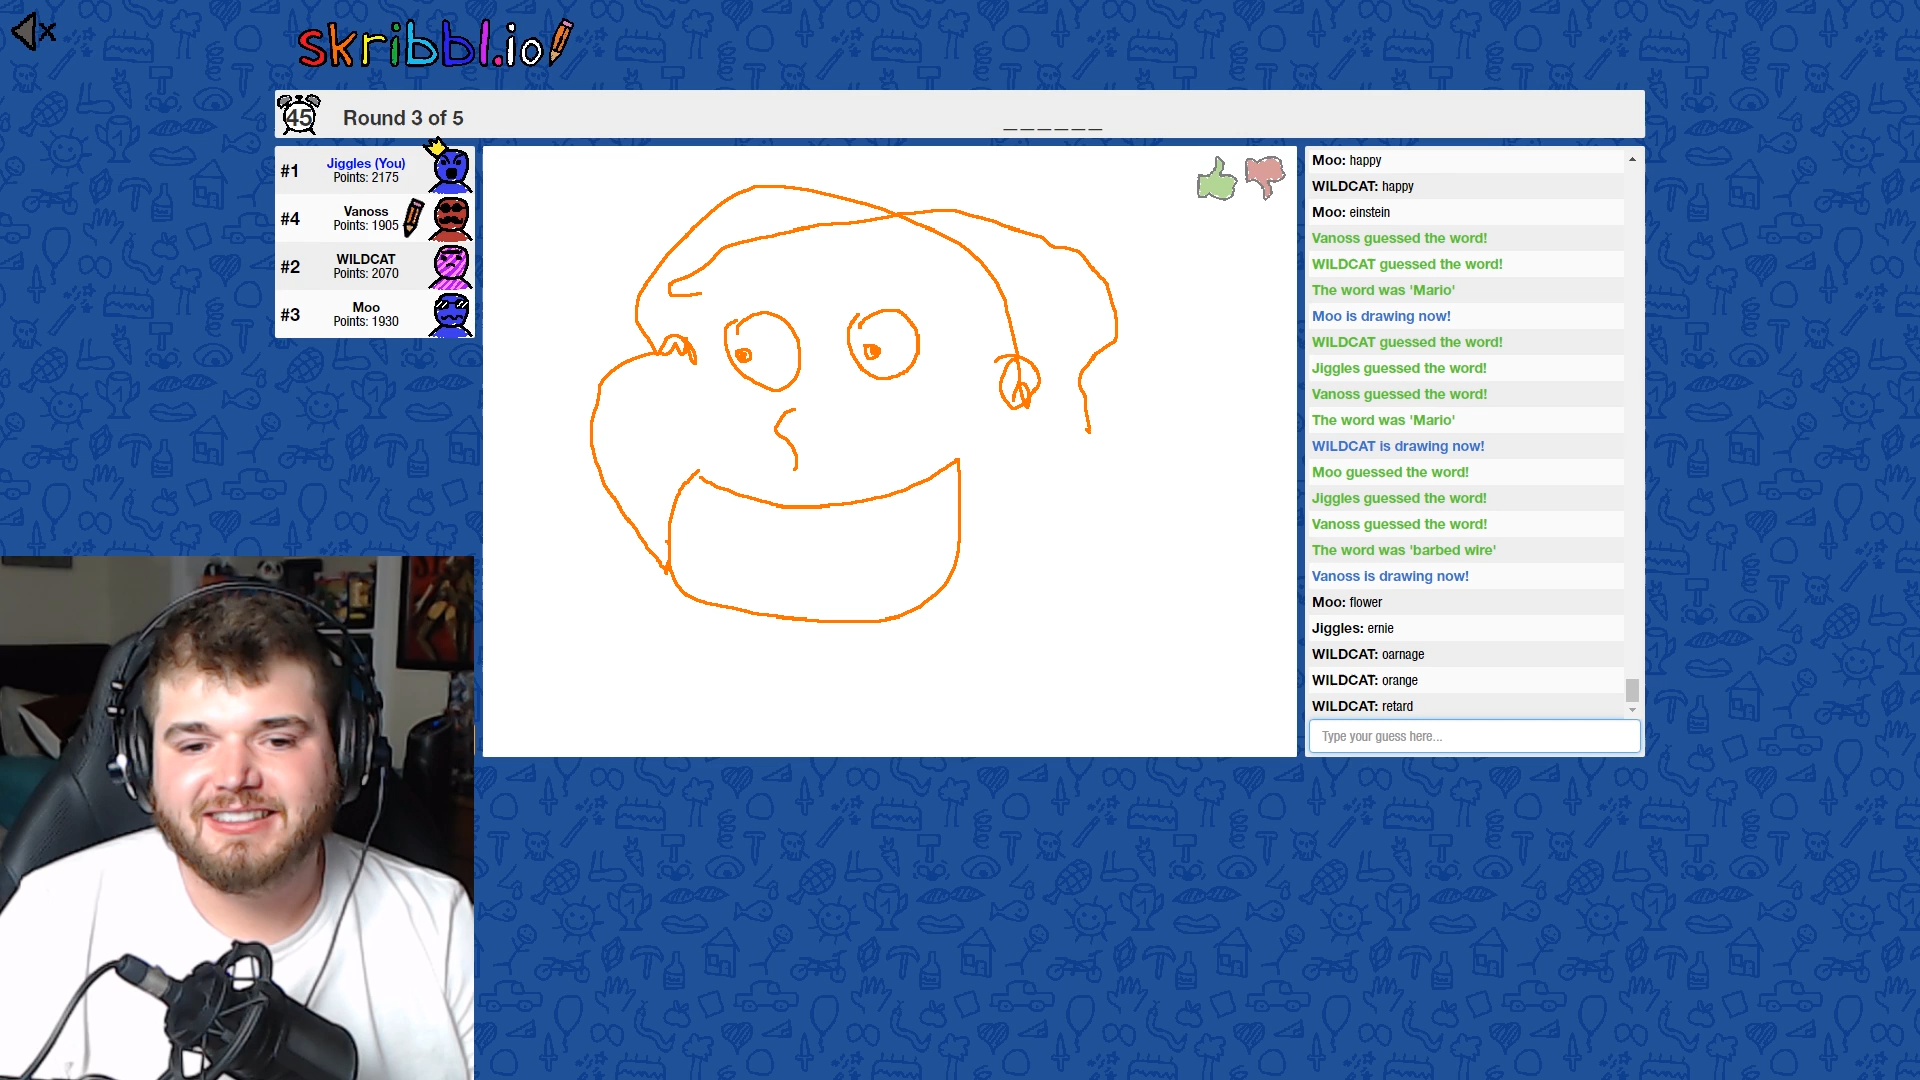 skribbl.io
45
Round 3 of 5
______
#1
Jiggles (You)
Points: 2175
#4
Vanoss
Points: 1905
#2
WILDCAT
Points: 2070
#3
Moo
Points: 1930
Moo: happy
WILDCAT: happy
Moo: einstein
Vanoss guessed the word!
WILDCAT guessed the word!
The word was 'Mario'
Moo is drawing now!
WILDCAT guessed the word!
Jiggles guessed the word!
Vanoss guessed the word!
The word was 'Mario'
WILDCAT is drawing now!
Moo guessed the word!
Jiggles guessed the word!
Vanoss guessed the word!
The word was 'barbed wire'
Vanoss is drawing now!
Moo: flower
Jiggles: ernie
WILDCAT: oarnage
WILDCAT: orange
WILDCAT: retard
Type your guess here...